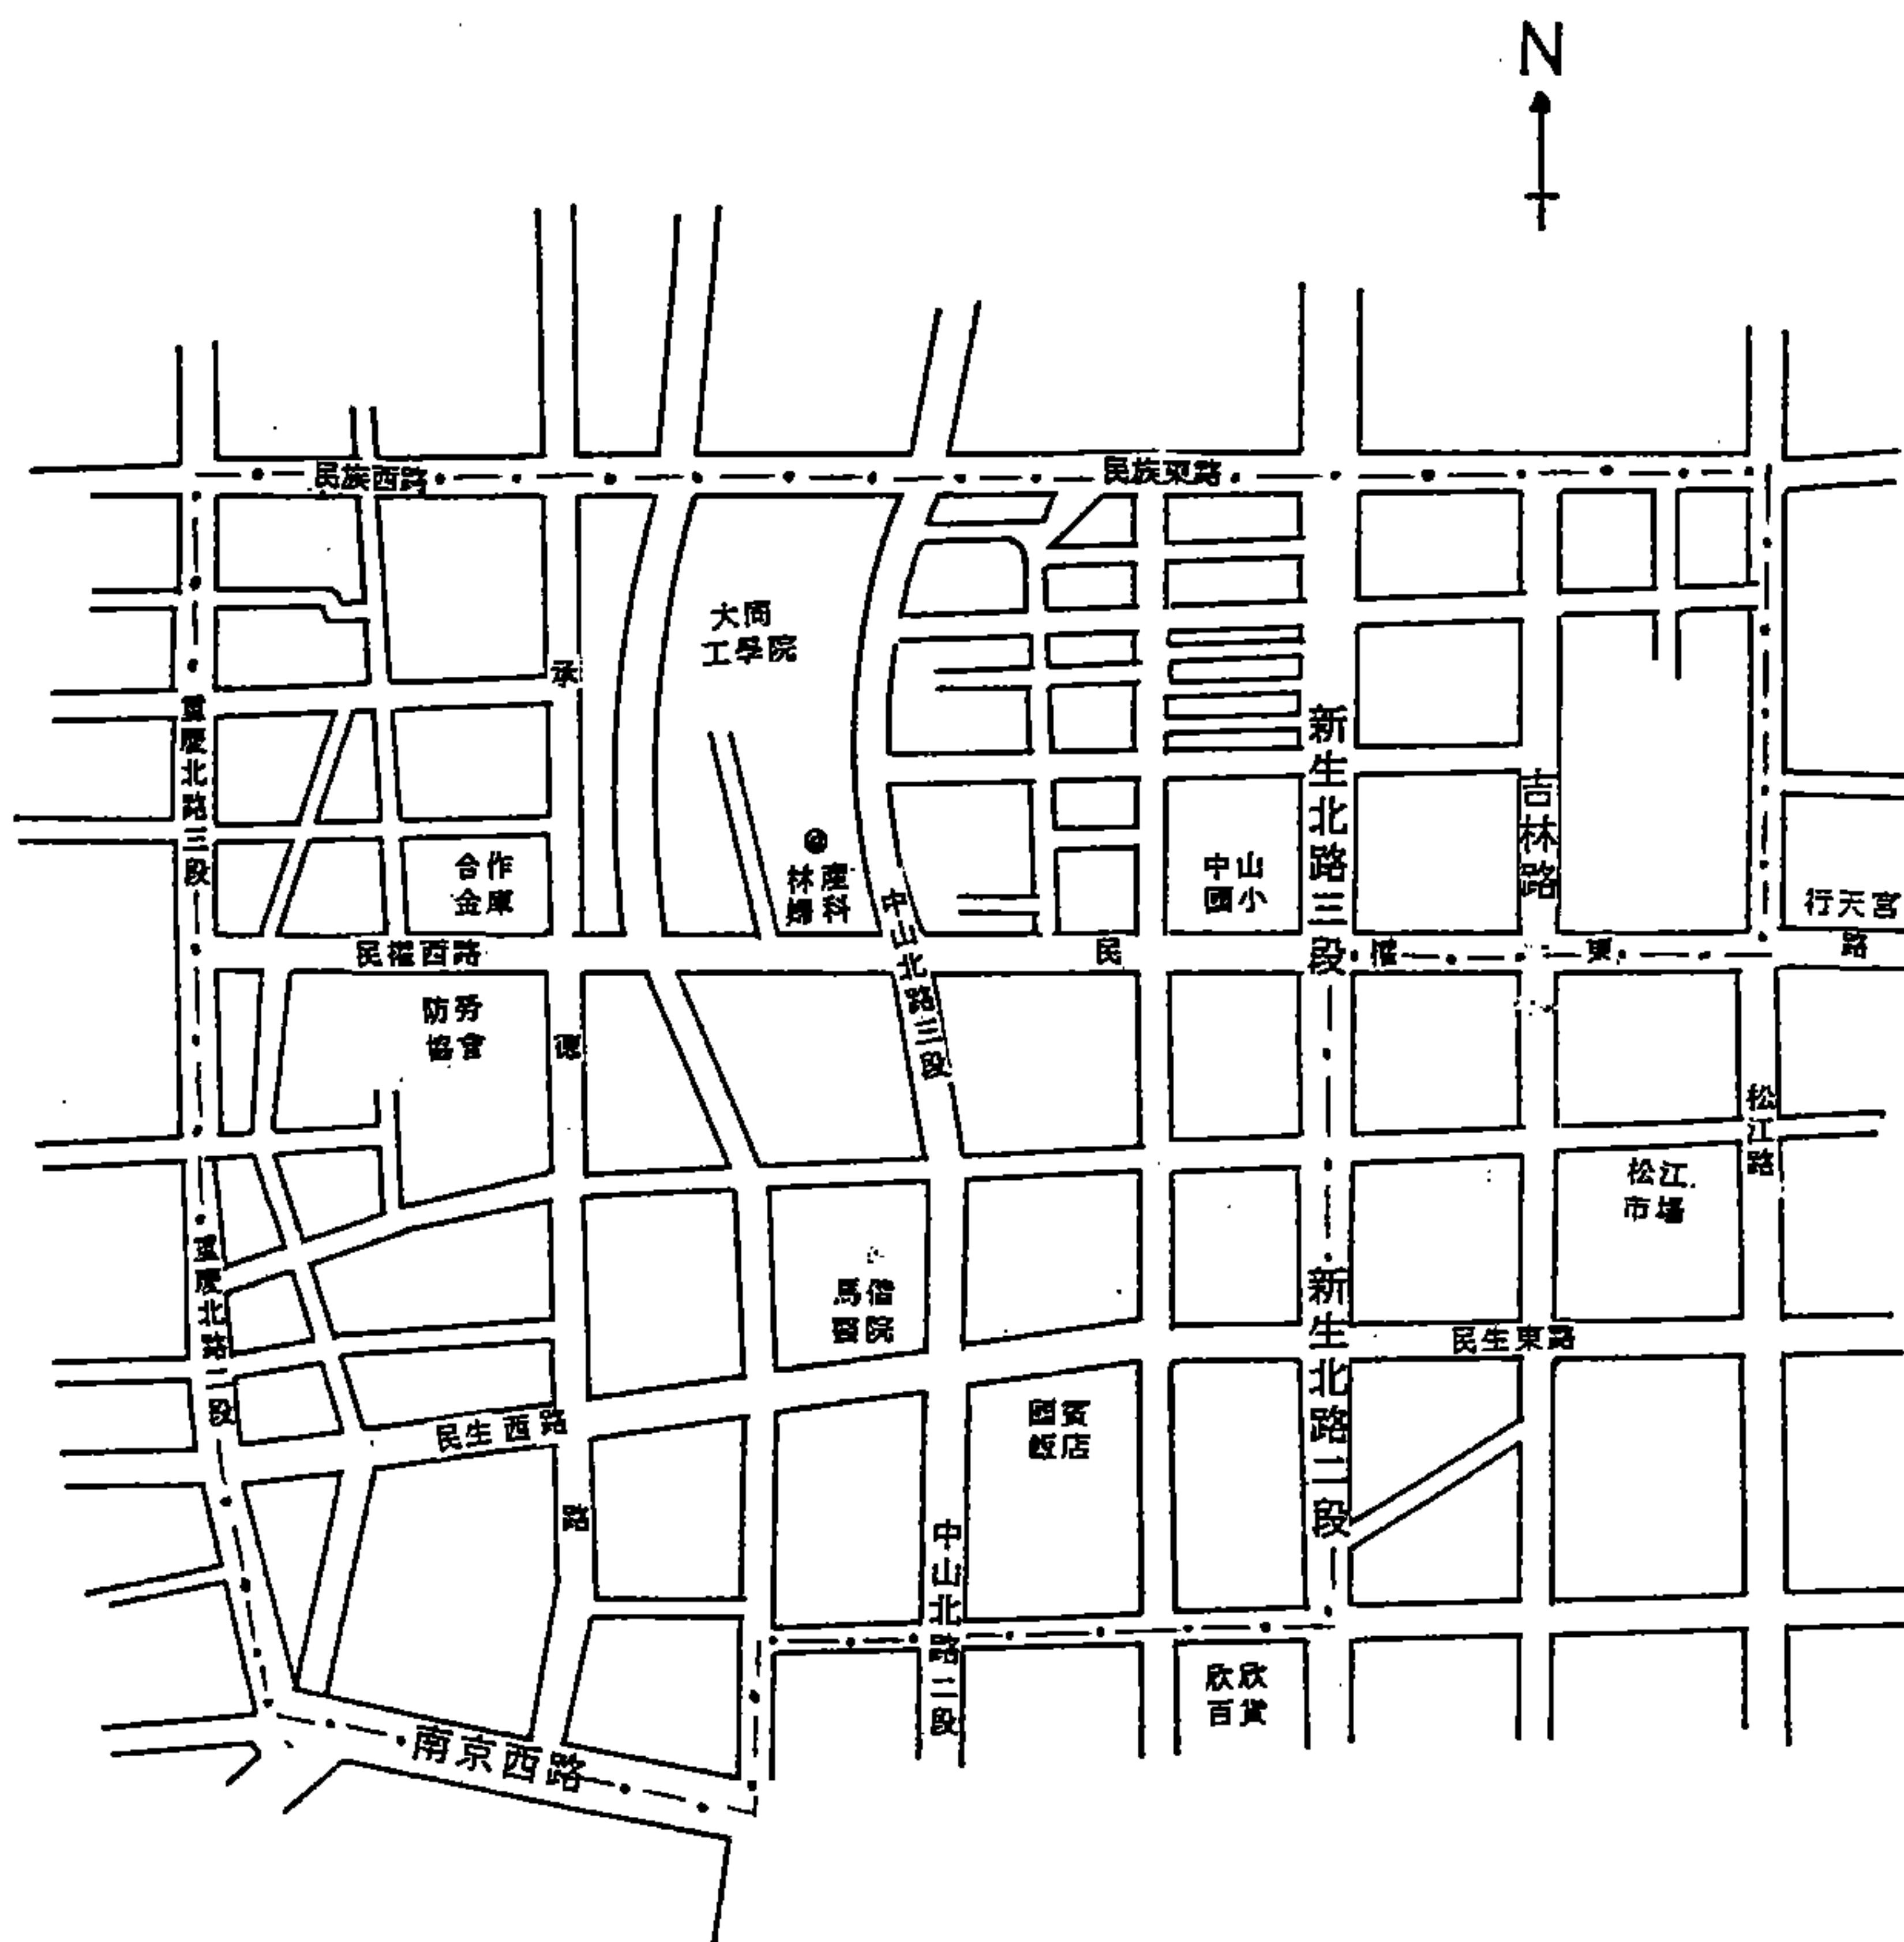 N
民族西路
民族東路
大同
工學院
承
重慶北路三段
新生北路三段
吉林路
合作
金庫
林產
婦科
中山
國小
行天宮
中山北路三段
民權西路
民
權
東
路
防癆
協會
德
松江路
松江
市場
重慶北路二段
馬偕
醫院
新生北路二段
民生東路
國賓
飯店
民生西路
路
中山北路二段
欣欣
百貨
南京西路